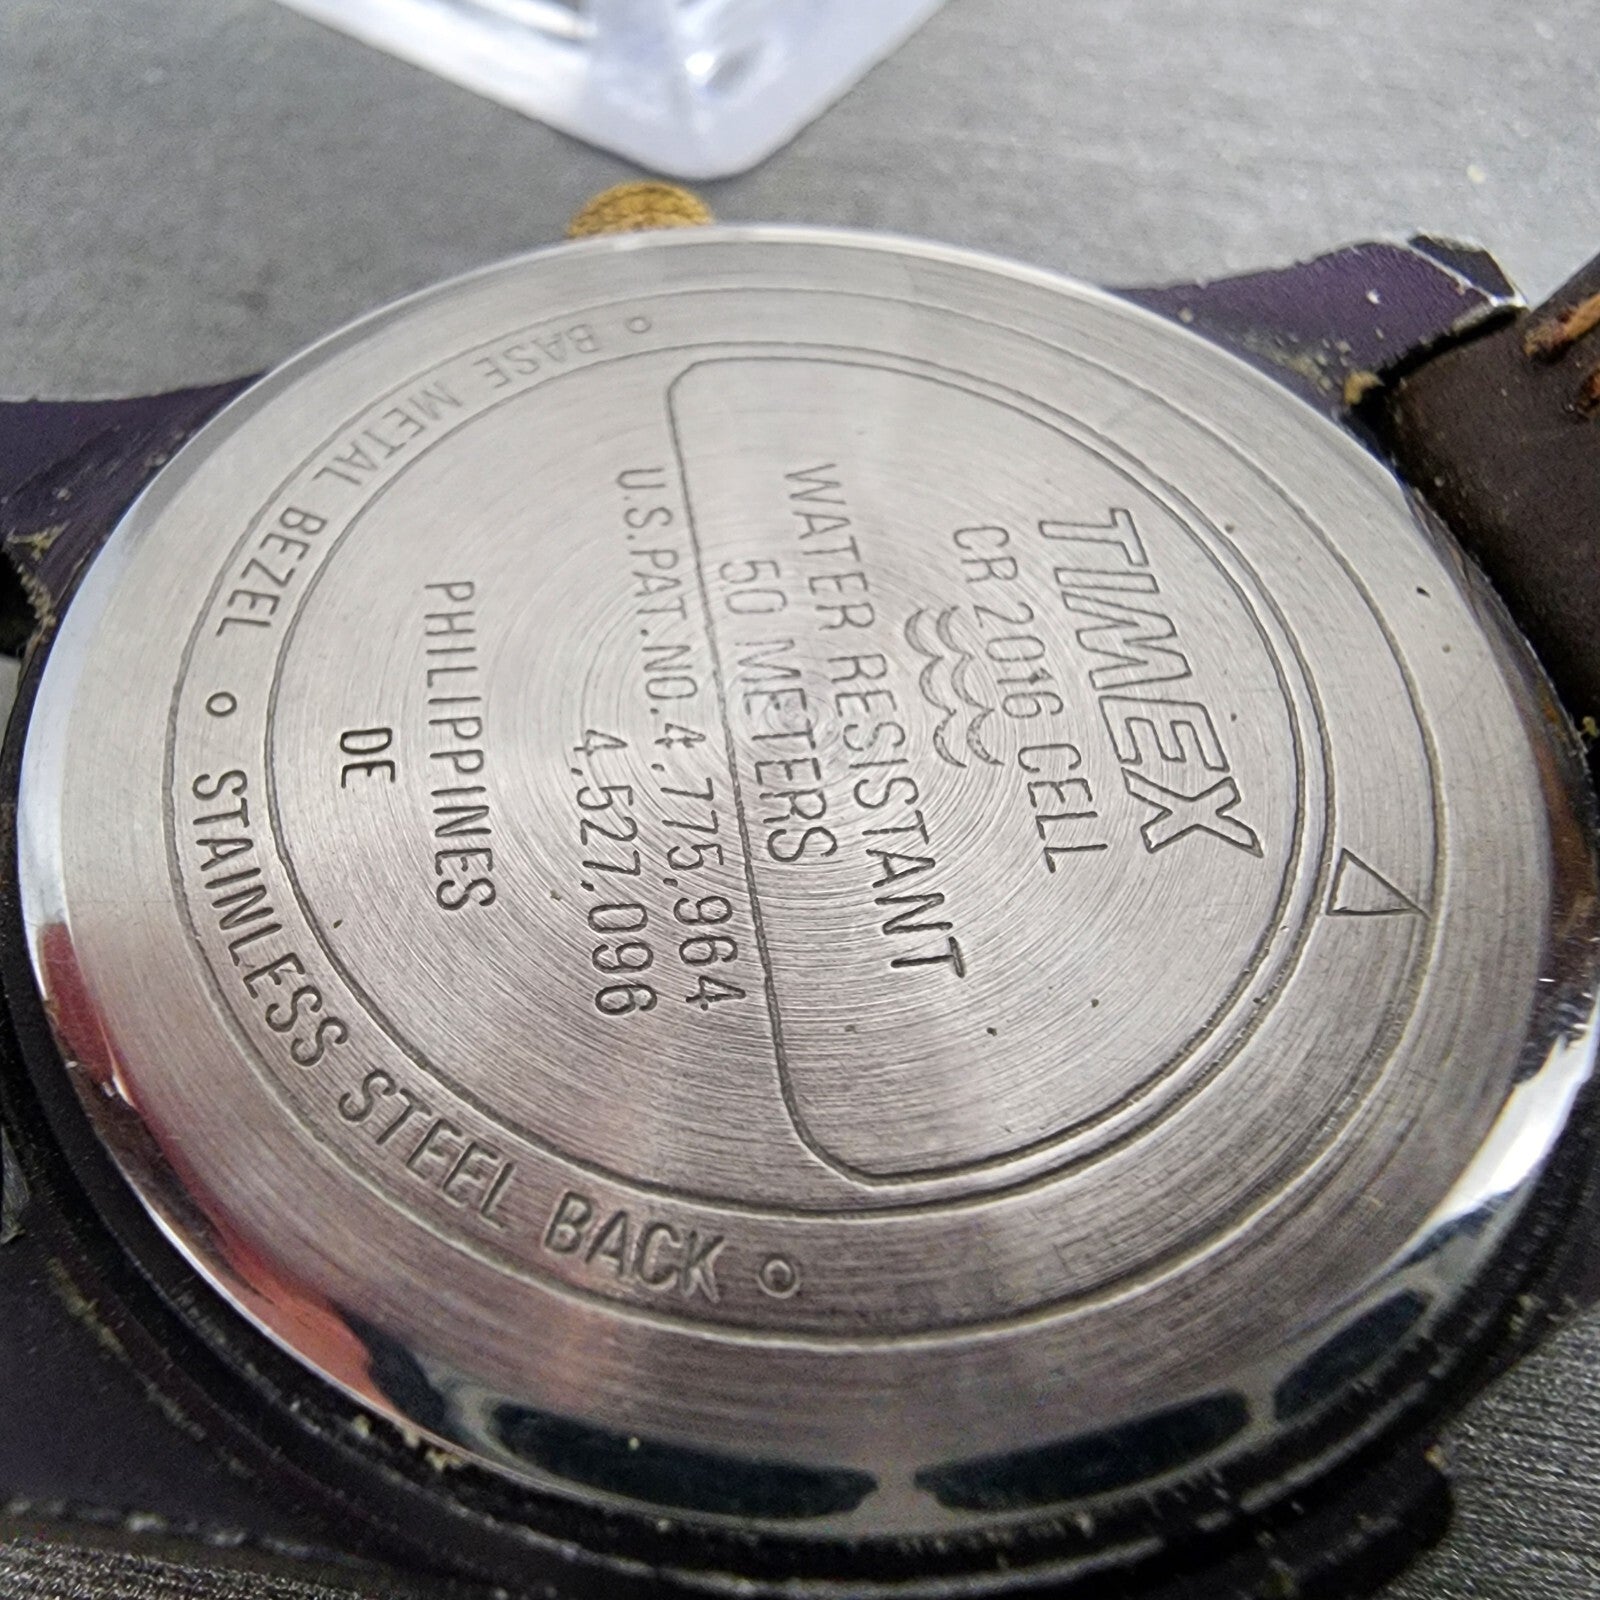 TIMEX
CR 2016 CELL
WATER RESISTANT
50 METERS
U.S.PAT.NO.4,775,964
4,527,096
PHILIPPINES
DE
BASE METAL BEZEL
STAINLESS STEEL BACK